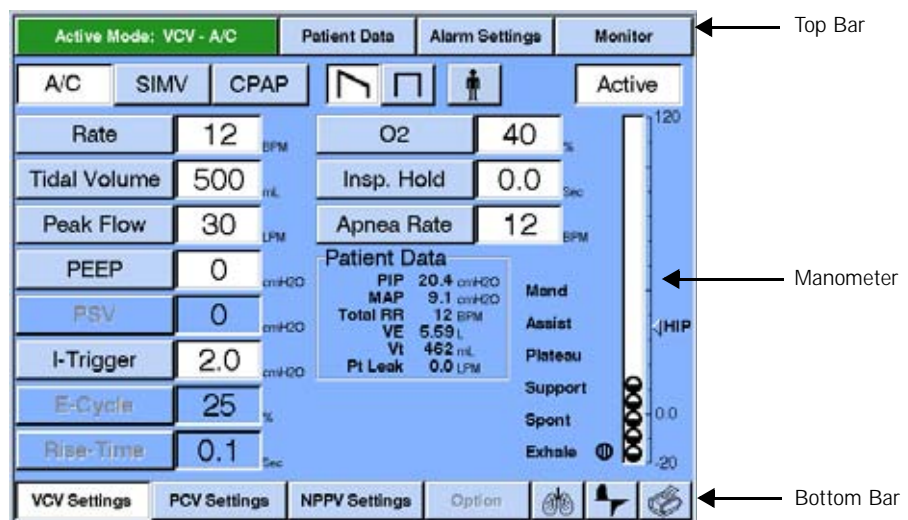 Active Mode: VCV - A/C Patient Data Alarm Settings Monitor
Top Bar
A/C SIMV CPAP Active
Rate 12 BPM O2 40 %
120
Tidal Volume 500 mL Insp. Hold 0.0 Sec
Peak Flow 30 LPM Apnea Rate 12 BPM
PEEP 0 cmH2O
Patient Data
PIP 20.4 cmH2O
MAP 9.1 cmH2O
Total RR 12 BPM
VE 5.59 L
Vt 462 mL
Pt Leak 0.0 LPM
Manometer
Mand
PSV 0 cmH2O
Assist
HIP
I-Trigger 2.0 cmH2O
Plateau
Support
E-Cycle 25 %
Spont
0.0
Rise-Time 0.1 Sec
Exhale
-20
VCV Settings PCV Settings NPPV Settings Option
Bottom Bar